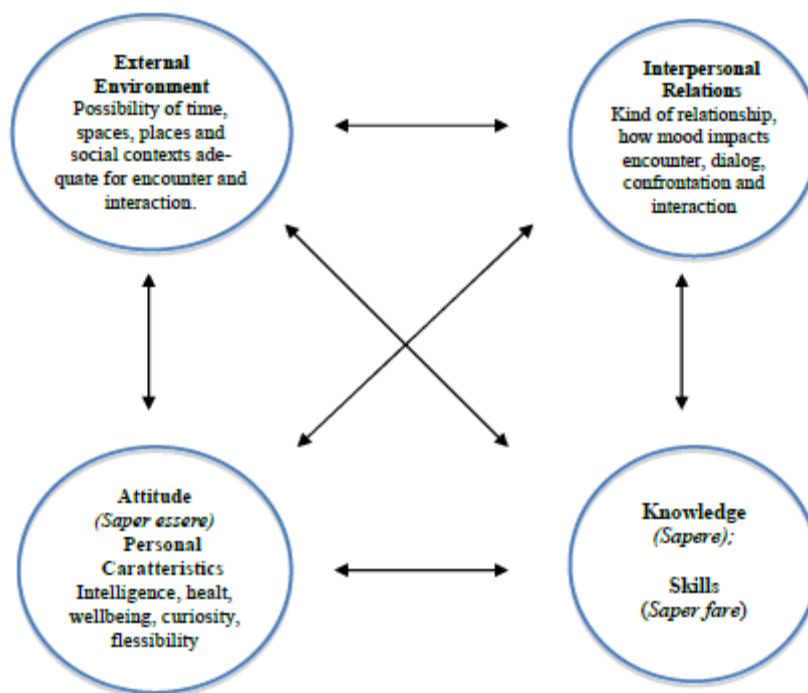 External
Environment
Possibility of time,
spaces, places and
social contexts ade-
quate for encounter and
interaction.
Interpersonal
Relations
Kind of relationship,
how mood impacts
encounter, dialog,
confrontation and
interaction
Attitude
(Saper essere)
Personal
Caratteristics
Intelligence, healt,
wellbeing, curiosity,
flessibility
Knowledge
(Sapere);
Skills
(Saper fare)